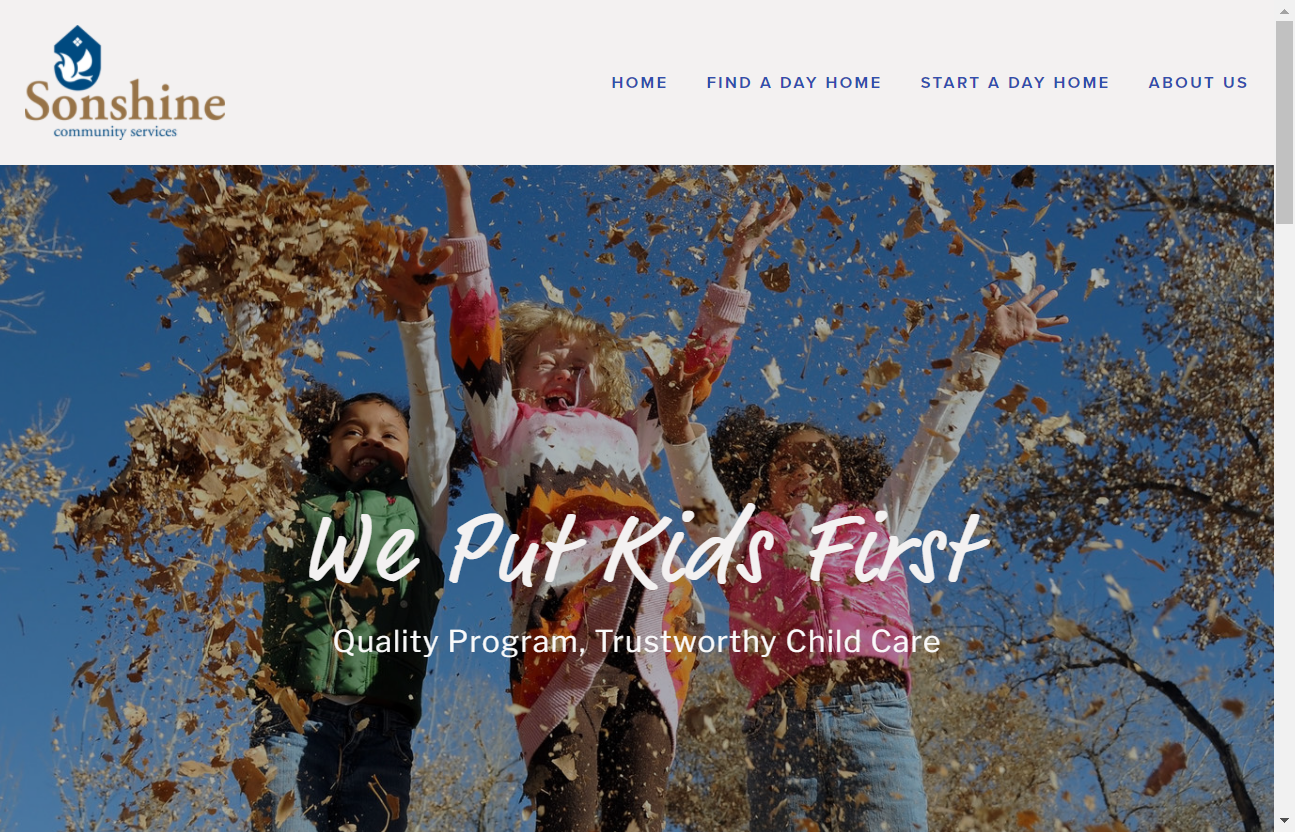 Sonshine
community services
HOME FIND A DAY HOME START A DAY HOME ABOUT US
We Put Kids First
Quality Program, Trustworthy Child Care